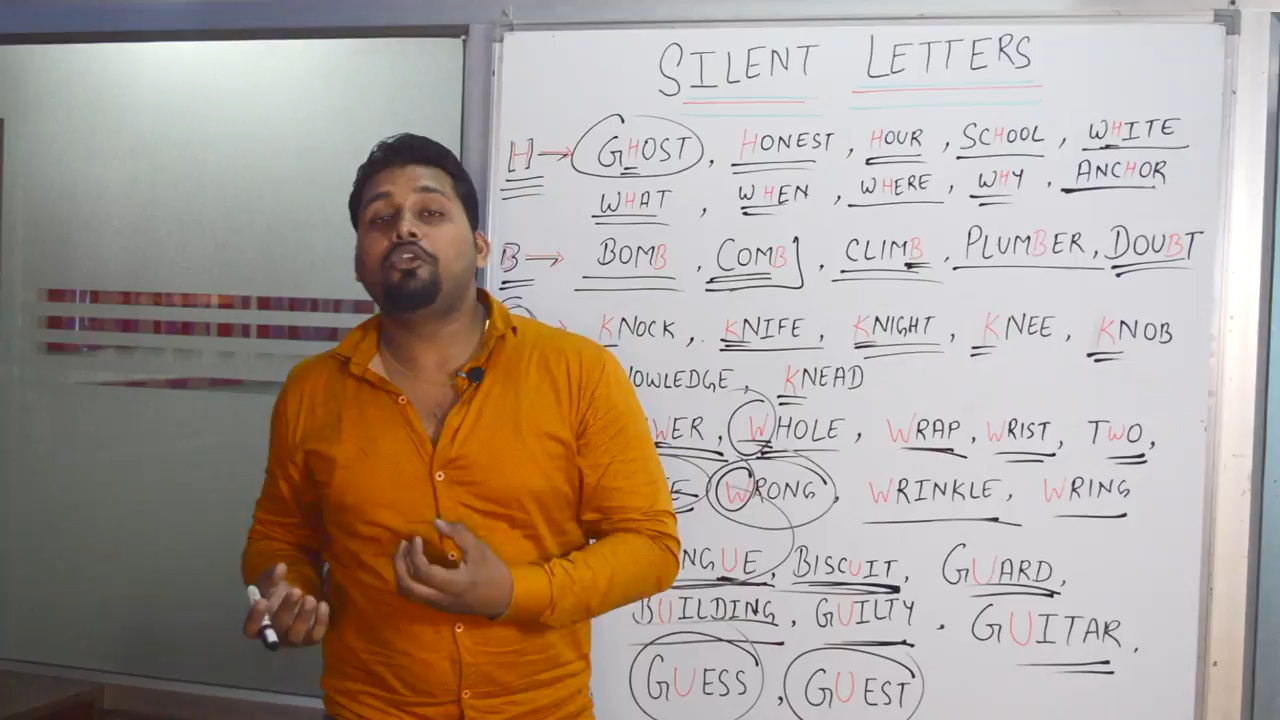 SILENT LETTERS
H → GHOST, HONEST, HOUR, SCHOOL, WHITE
WHAT, WHEN, WHERE, WHY, ANCHOR
B → BOMB, COMB, CLIMB, PLUMBER, DOUBT
KNOCK, KNIFE, KNIGHT, KNEE, KNOB
OWLEDGE, KNEAD
WER, WHOLE, WRAP, WRIST, TWO,
E, WRONG, WRINKLE, WRING
NGUE, BISCUIT, GUARD,
BUILDING, GUILTY, GUITAR,
GUESS, GUEST